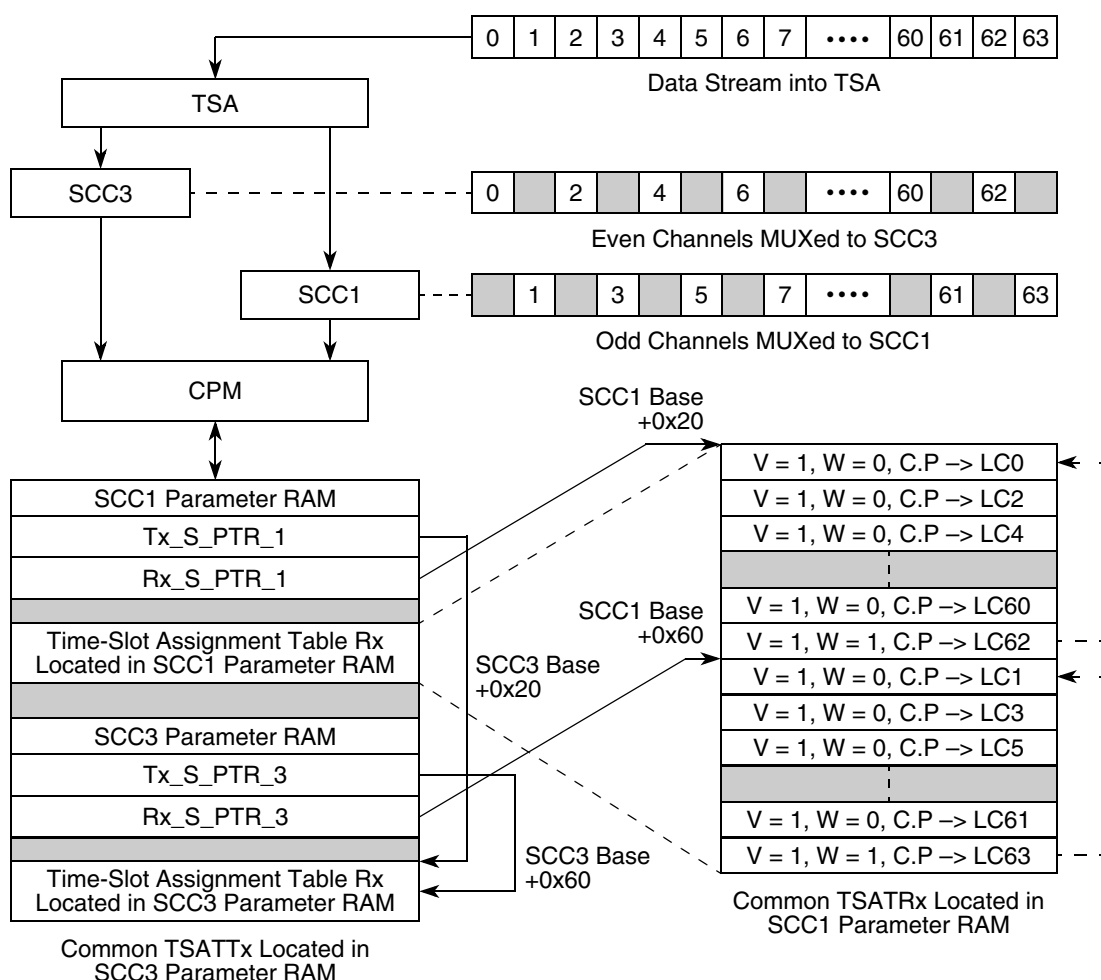 0 1 2 3 4 5 6 7 •••• 60 61 62 63
Data Stream into TSA
TSA
SCC3
0 2 4 6 •••• 60 62
Even Channels MUXed to SCC3
SCC1
1 3 5 7 •••• 61 63
Odd Channels MUXed to SCC1
CPM
SCC1 Base
+0x20
SCC1 Parameter RAM
Tx_S_PTR_1
Rx_S_PTR_1
Time-Slot Assignment Table Rx
Located in SCC1 Parameter RAM
SCC3 Parameter RAM
Tx_S_PTR_3
Rx_S_PTR_3
Time-Slot Assignment Table Rx
Located in SCC3 Parameter RAM
Common TSATTx Located in
SCC3 Parameter RAM
SCC3 Base
+0x20
SCC3 Base
+0x60
SCC1 Base
+0x60
V = 1, W = 0, C.P –> LC0
V = 1, W = 0, C.P –> LC2
V = 1, W = 0, C.P –> LC4
V = 1, W = 0, C.P –> LC60
V = 1, W = 1, C.P –> LC62
V = 1, W = 0, C.P –> LC1
V = 1, W = 0, C.P –> LC3
V = 1, W = 0, C.P –> LC5
V = 1, W = 0, C.P –> LC61
V = 1, W = 1, C.P –> LC63
Common TSATRx Located in
SCC1 Parameter RAM